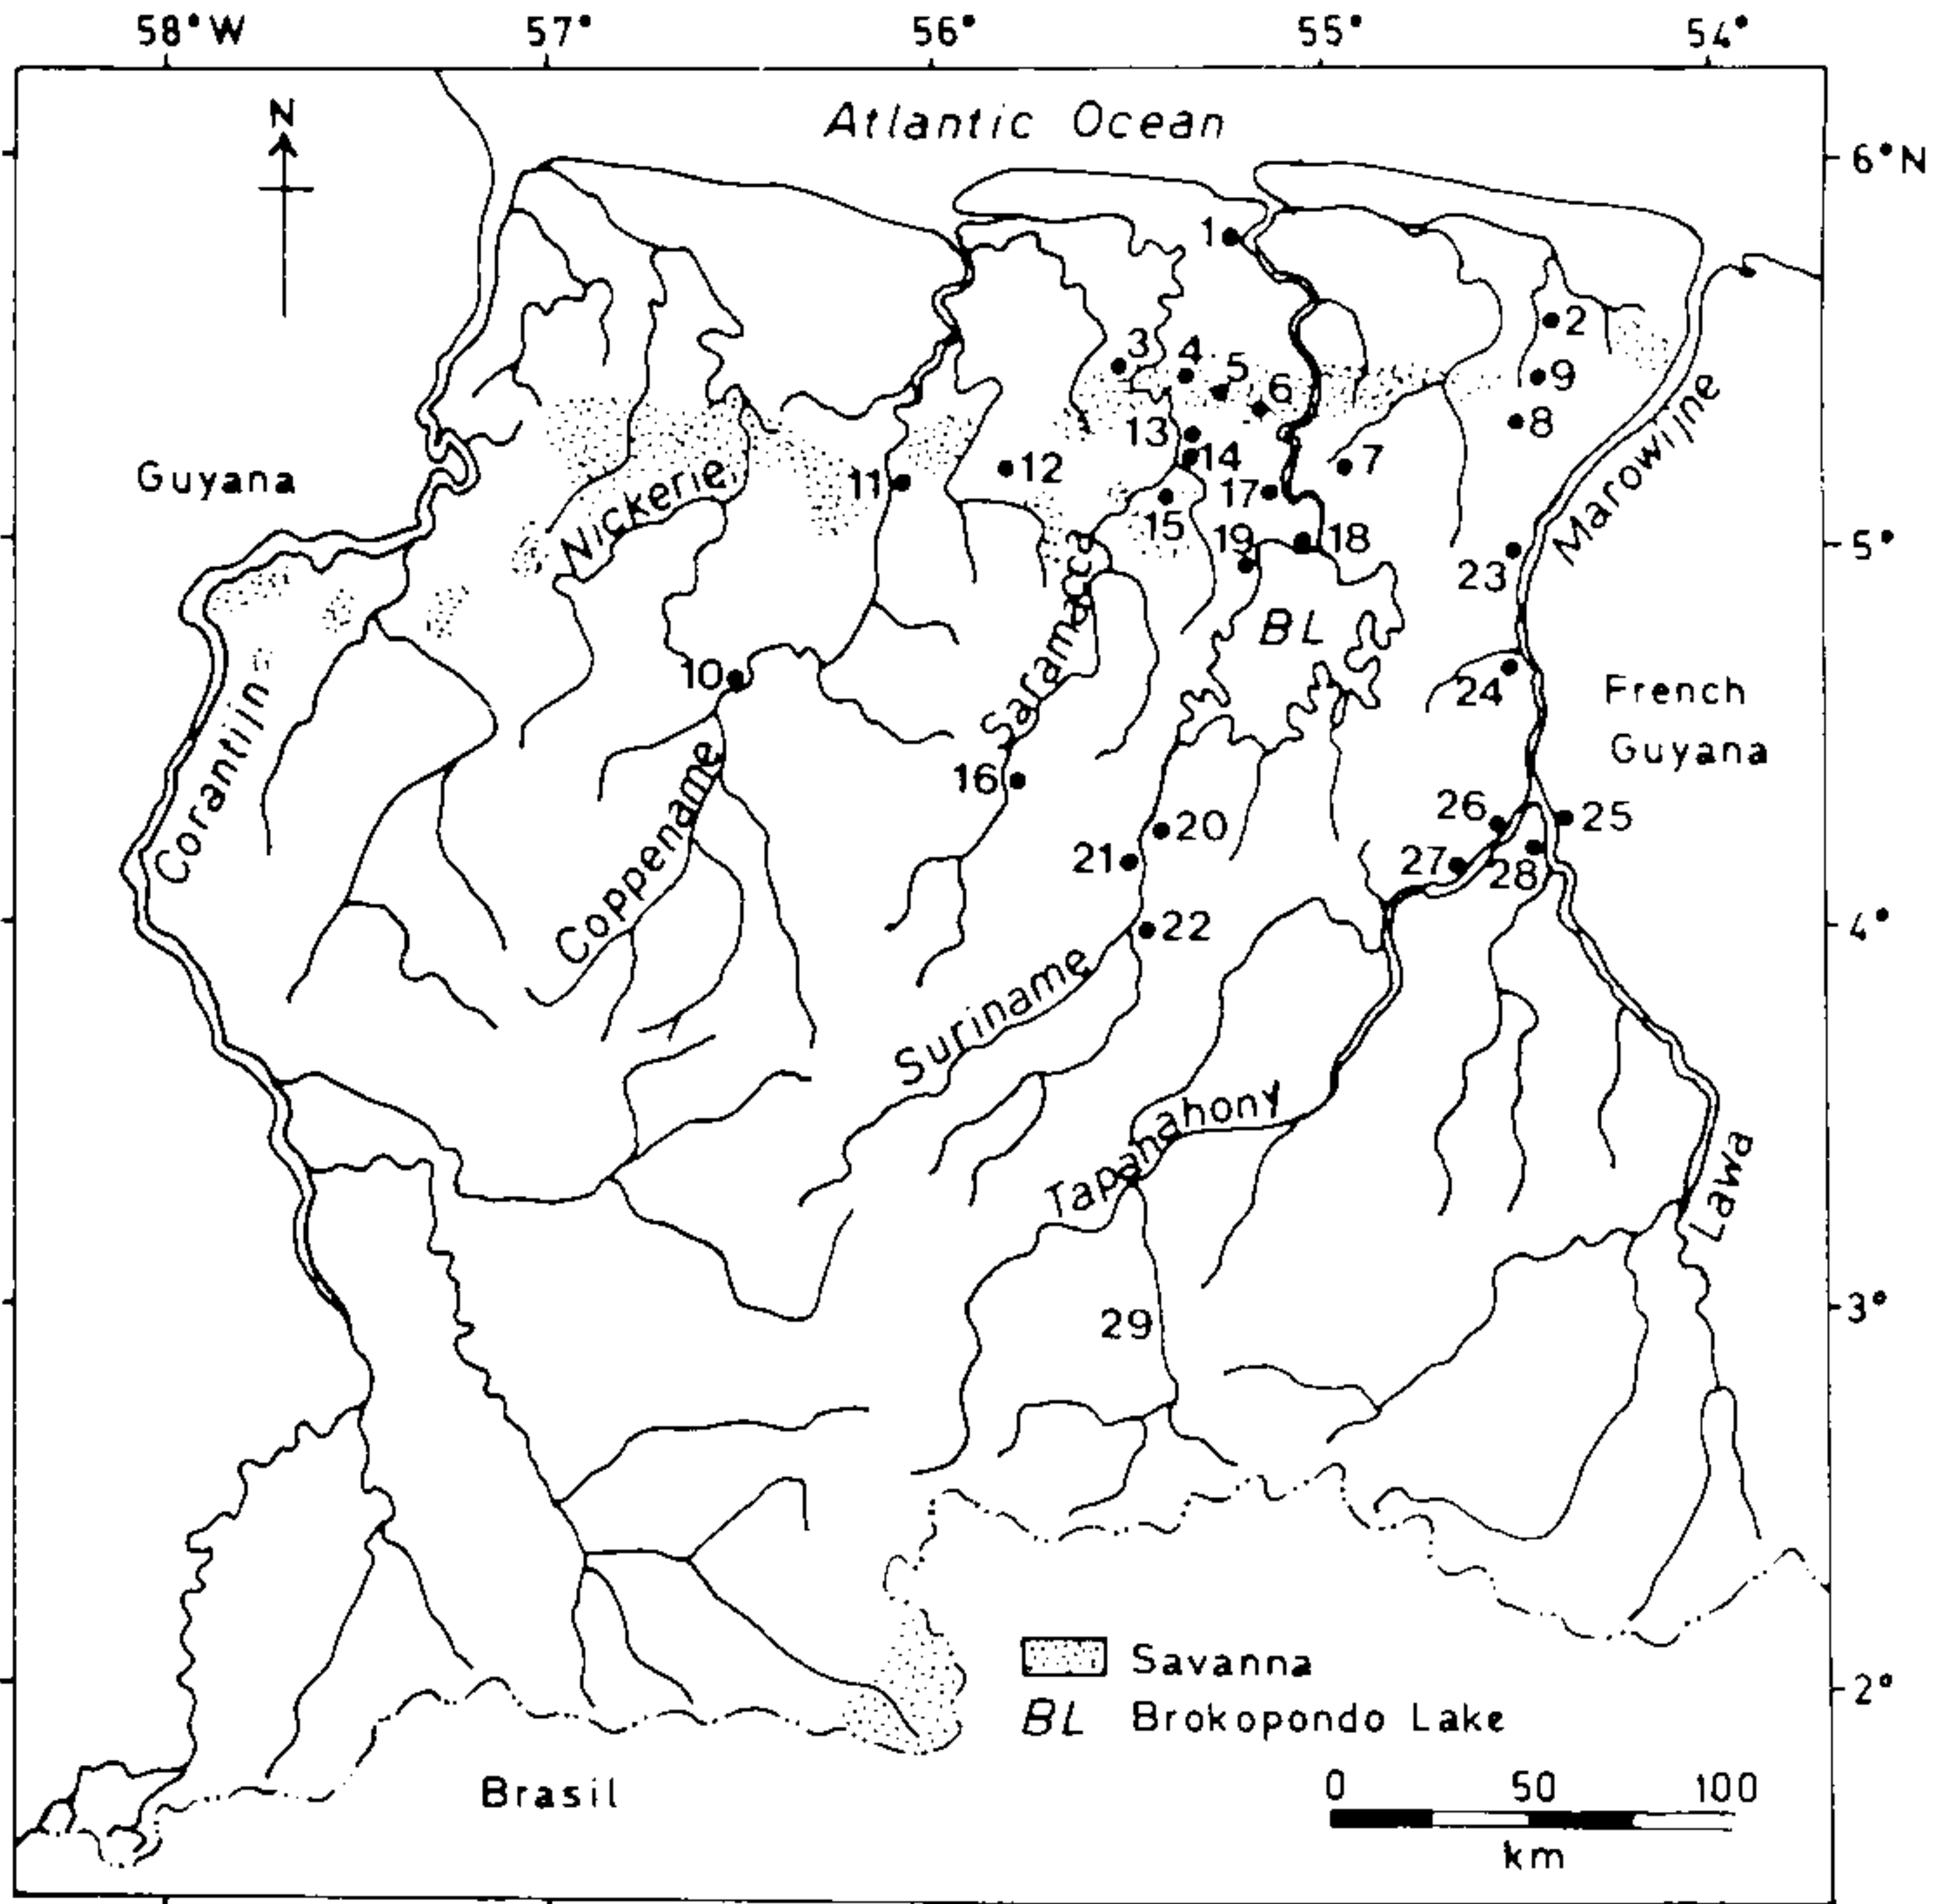 58°W 57° 56° 55° 54°
N
Atlantic Ocean
6°N
1
2
3
4
5
6
9
8
13
14
7
Guyana
Nickerie
11
12
15
17
Marowijne
19
18
5°
23
Saramacca
BL
10
24
French
Guyana
Corantijn
Coppename
16
20
21
26
25
27
28
22
4°
Suriname
Tapanahony
Lawa
29
3°
Savanna
2°
BL Brokopondo Lake
Brasil
0 50 100
km